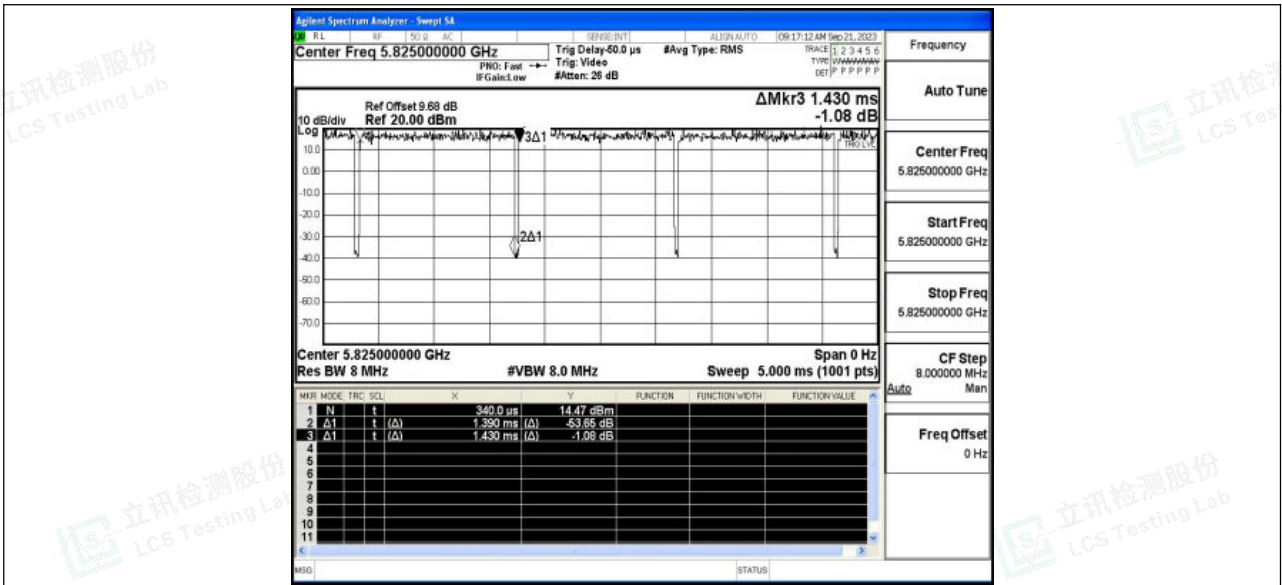 Agilent Spectrum Analyzer - Swept SA
RL RF 50 Ω AC SENSE:INT ALIGN AUTO 09:17:12 AM Sep 21, 2023
Center Freq 5.825000000 GHz
PNO: Fast
IFGain:Low
Trig Delay-50.0 µs
Trig: Video
#Atten: 26 dB
#Avg Type: RMS
TRACE 1 2 3 4 5 6
TYPE
DET P P P P P P
Ref Offset 9.68 dB
10 dB/div Ref 20.00 dBm
ΔMkr3 1.430 ms
-1.08 dB
Log
10.0
0.00
-10.0
-20.0
-30.0
-40.0
-50.0
-60.0
-70.0
3Δ1
2Δ1
TRIG LVL
Center 5.825000000 GHz Span 0 Hz
Res BW 8 MHz #VBW 8.0 MHz Sweep 5.000 ms (1001 pts)
MKR MODE TRC SCL X Y FUNCTION FUNCTION WIDTH FUNCTION VALUE
1 N t 340.0 µs 14.47 dBm
2 Δ1 t (Δ) 1.390 ms (Δ) -53.65 dB
3 Δ1 t (Δ) 1.430 ms (Δ) -1.08 dB
4
5
6
7
8
9
10
11
MSG STATUS
Frequency
Auto Tune
Center Freq
5.825000000 GHz
Start Freq
5.825000000 GHz
Stop Freq
5.825000000 GHz
CF Step
8.000000 MHz
Auto Man
Freq Offset
0 Hz
立讯检测股份
LCS Testing Lab
立讯检
LCS Tes
立讯检测股份
LCS Testing Lab
立讯检测股份
LCS Testing Lab